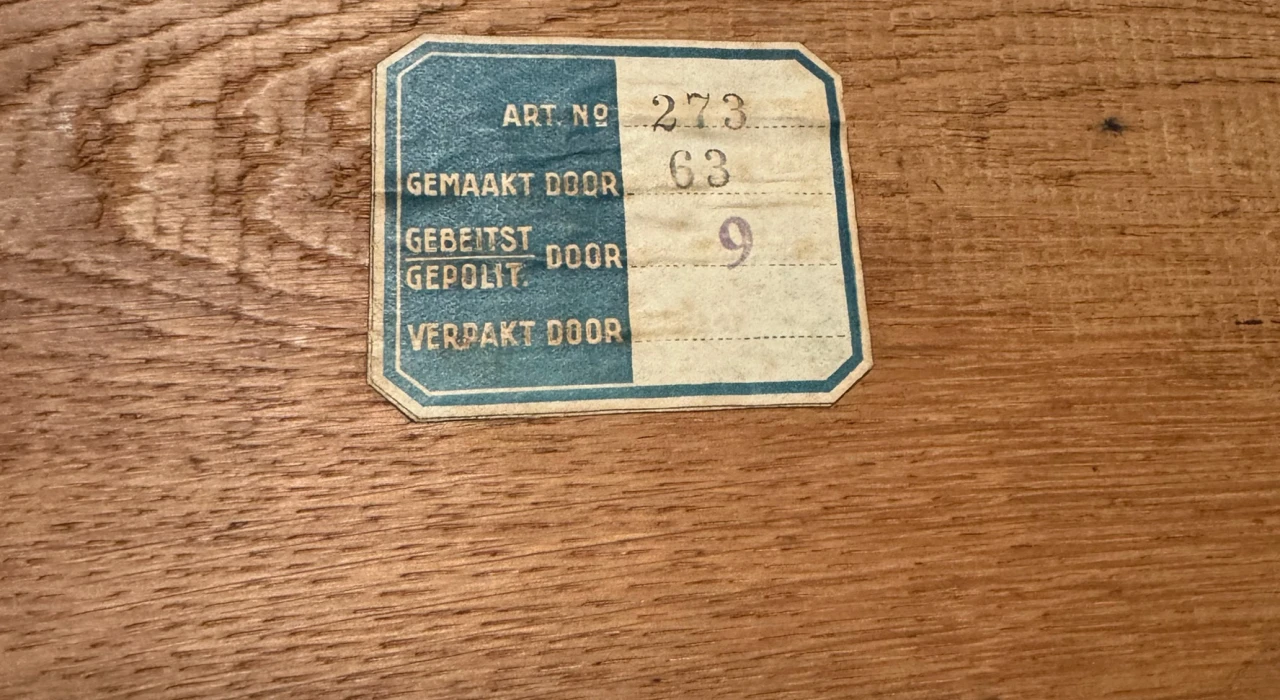 ART. Nº 273
GEMAAKT DOOR 63
GEBEITST
GEPOLIT. DOOR 9
VERPAKT DOOR